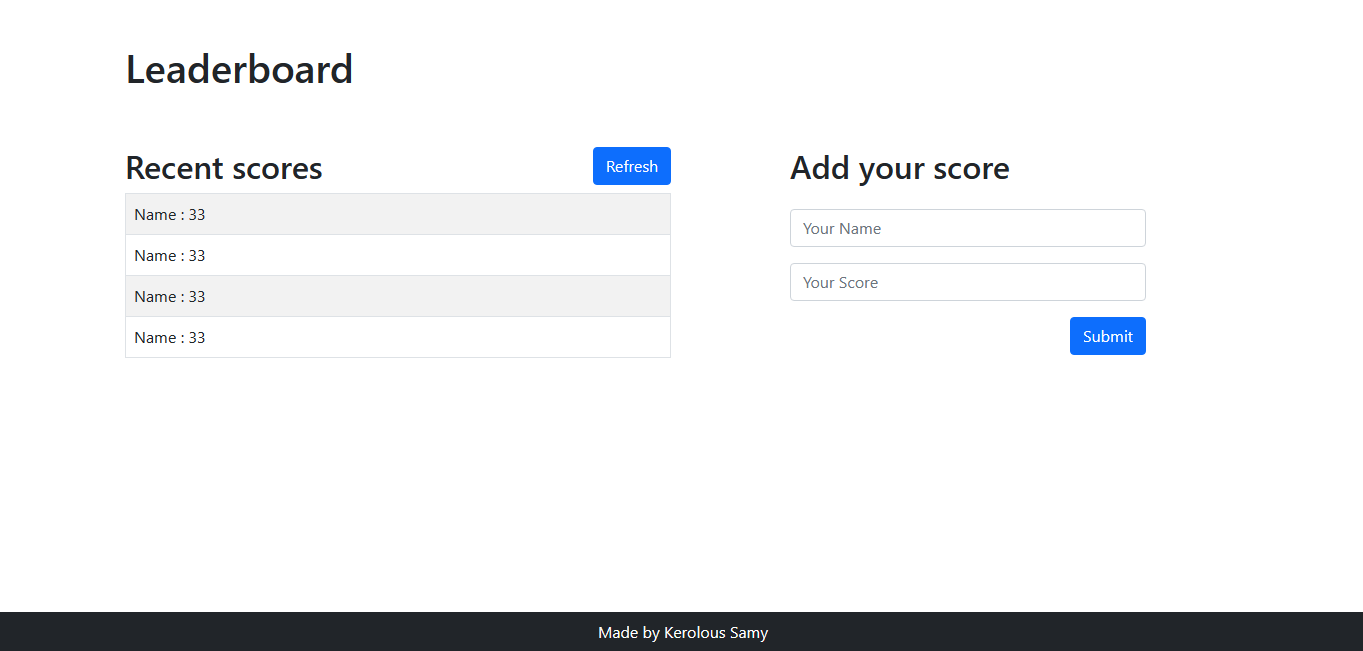 Leaderboard
Recent scores
Refresh
Name : 33
Name : 33
Name : 33
Name : 33
Add your score
Your Name
Your Score
Submit
Made by Kerolous Samy